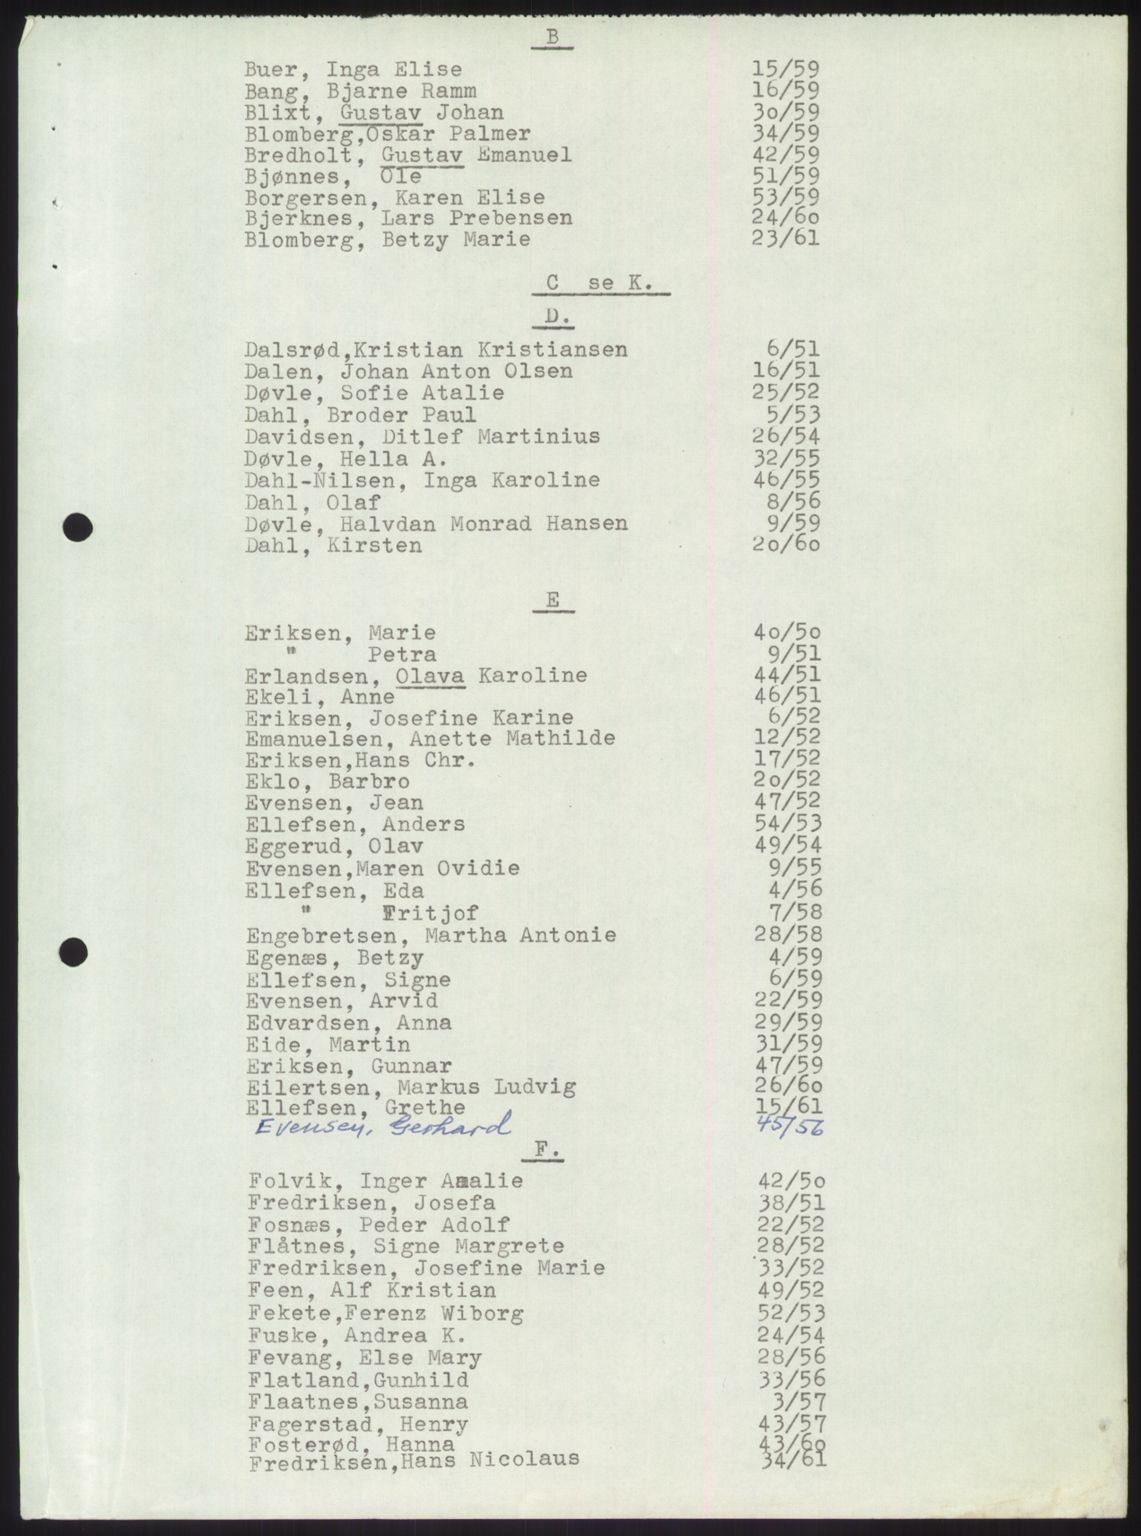 B
Buer, Inga Elise 15/59
Bang, Bjarne Ramm 16/59
Blixt, Gustav Johan 3o/59
Blomberg,Oskar Palmer 34/59
Bredholt, Gustav Emanuel 42/59
Bjønnes, Ole 51/59
Borgersen, Karen Elise 53/59
Bjerknes, Lars Prebensen 24/6o
Blomberg, Betzy Marie 23/61
C se K.
D.
Dalsrød,Kristian Kristiansen 6/51
Dalen, Johan Anton Olsen 16/51
Døvle, Sofie Atalie 25/52
Dahl, Broder Paul 5/53
Davidsen, Ditlef Martinius 26/54
Døvle, Hella A. 32/55
Dahl-Nilsen, Inga Karoline 46/55
Dahl, Olaf 8/56
Døvle, Halvdan Monrad Hansen 9/59
Dahl, Kirsten 2o/6o
E
Eriksen, Marie 4o/5o
" Petra 9/51
Erlandsen, Olava Karoline 44/51
Ekeli, Anne 46/51
Eriksen, Josefine Karine 6/52
Emanuelsen, Anette Mathilde 12/52
Eriksen,Hans Chr. 17/52
Eklo, Barbro 2o/52
Evensen, Jean 47/52
Ellefsen, Anders 54/53
Eggerud, Olav 49/54
Evensen,Maren Ovidie 9/55
Ellefsen, Eda 4/56
" Fritjof 7/58
Engebretsen, Martha Antonie 28/58
Egenæs, Betzy 4/59
Ellefsen, Signe 6/59
Evensen, Arvid 22/59
Edvardsen, Anna 29/59
Eide, Martin 31/59
Eriksen, Gunnar 47/59
Eilertsen, Markus Ludvig 26/6o
Ellefsen, Grethe 15/61
Evensen, Gerhard 45/56
F.
Folvik, Inger Amalie 42/5o
Fredriksen, Josefa 38/51
Fosnæs, Peder Adolf 22/52
Flåtnes, Signe Margrete 28/52
Fredriksen, Josefine Marie 33/52
Feen, Alf Kristian 49/52
Fekete,Ferenz Wiborg 52/53
Fuske, Andrea K. 24/54
Fevang, Else Mary 28/56
Flatland,Gunhild 33/56
Flaatnes,Susanna 3/57
Fagerstad, Henry 43/57
Fosterød, Hanna 43/6o
Fredriksen,Hans Nicolaus 34/61